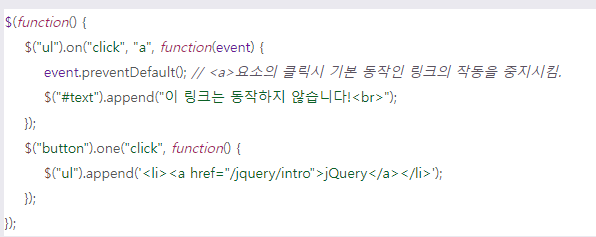 $(function() {
$("ul").on("click", "a", function(event) {
event.preventDefault(); // <a>요소의 클릭시 기본 동작인 링크의 작동을 중지시킴.
$("#text").append("이 링크는 동작하지 않습니다!<br>");
});
$("button").one("click", function() {
$("ul").append('<li><a href="/jquery/intro">jQuery</a></li>');
});
});